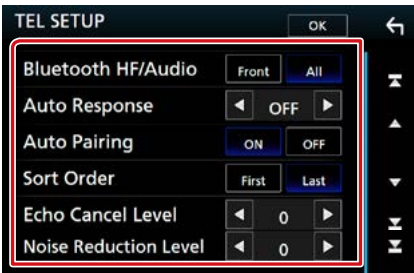 TEL SETUP OK
Bluetooth HF/Audio Front All
Auto Response OFF
Auto Pairing ON OFF
Sort Order First Last
Echo Cancel Level 0
Noise Reduction Level 0